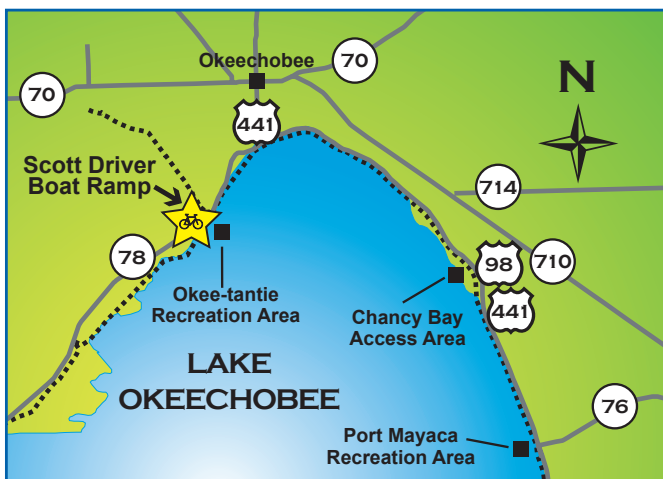 Okeechobee
70
70
N
441
Scott Driver
Boat Ramp
714
78
98
710
Okee-tantie
Recreation Area
441
Chancy Bay
Access Area
LAKE
OKEECHOBEE
76
Port Mayaca
Recreation Area